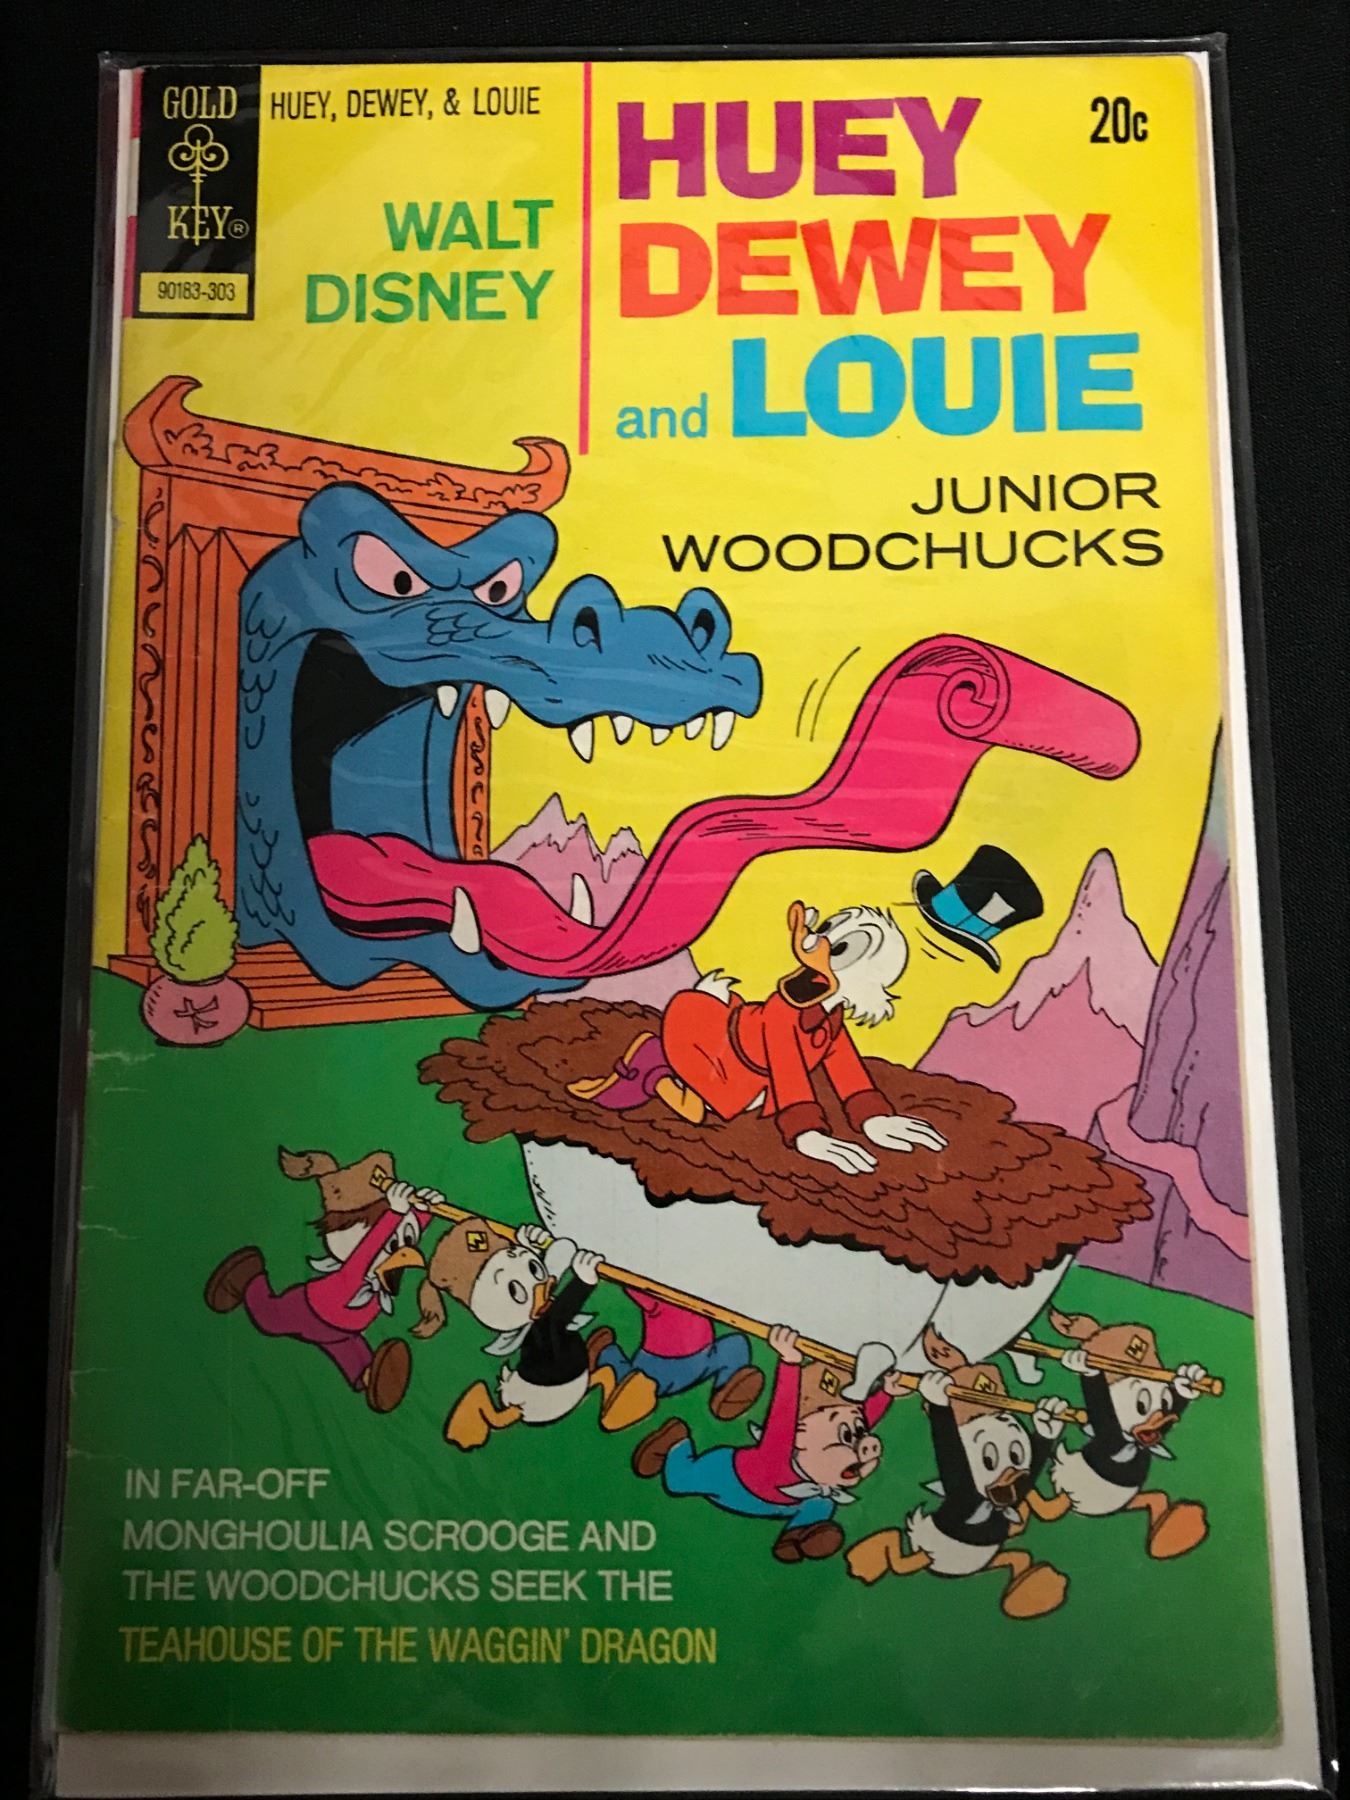 GOLD
KEY®
90183-303
HUEY, DEWEY, & LOUIE
WALT
DISNEY
HUEY
DEWEY
and LOUIE
20c
JUNIOR
WOODCHUCKS
W
W
W
W
W
IN FAR-OFF
MONGHOULIA SCROOGE AND
THE WOODCHUCKS SEEK THE
TEAHOUSE OF THE WAGGIN' DRAGON